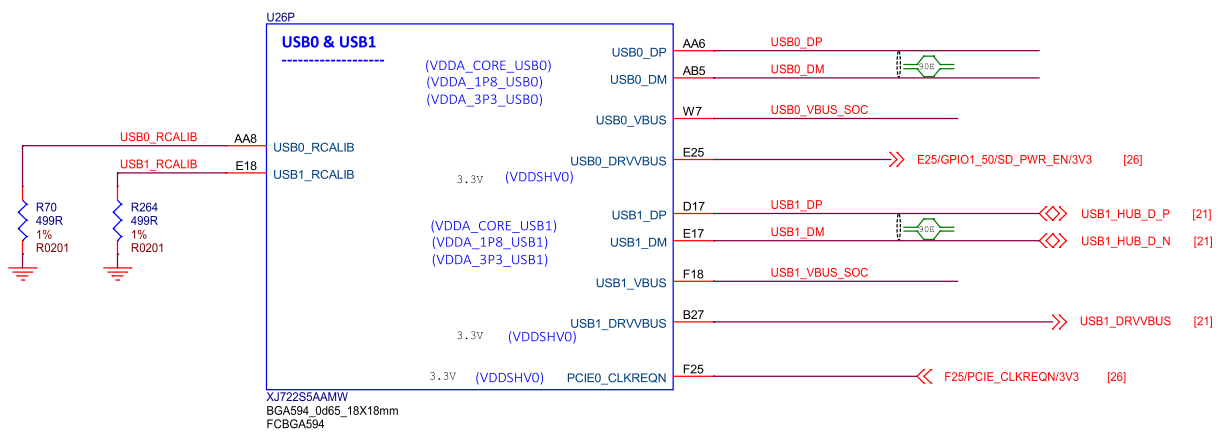 U26P
USB0 & USB1
-------------------
(VDDA_CORE_USB0)
(VDDA_1P8_USB0)
(VDDA_3P3_USB0)
USB0_DP AA6 USB0_DP
USB0_DM AB5 USB0_DM
90E
USB0_VBUS W7 USB0_VBUS_SOC
USB0_RCALIB AA8 USB0_RCALIB
USB1_RCALIB E18 USB1_RCALIB
USB0_DRVVBUS E25 E25/GPIO1_50/SD_PWR_EN/3V3 [26]
3.3V (VDDSHV0)
R70
499R
1%
R0201
R264
499R
1%
R0201
USB1_DP D17 USB1_DP USB1_HUB_D_P [21]
(VDDA_CORE_USB1)
(VDDA_1P8_USB1)
(VDDA_3P3_USB1)
90E
USB1_DM E17 USB1_DM USB1_HUB_D_N [21]
USB1_VBUS F18 USB1_VBUS_SOC
USB1_DRVVBUS B27 USB1_DRVVBUS [21]
3.3V (VDDSHV0)
3.3V (VDDSHV0) PCIE0_CLKREQN F25 F25/PCIE_CLKREQN/3V3 [26]
XJ722S5AAMW
BGA594_0d65_18X18mm
FCBGA594